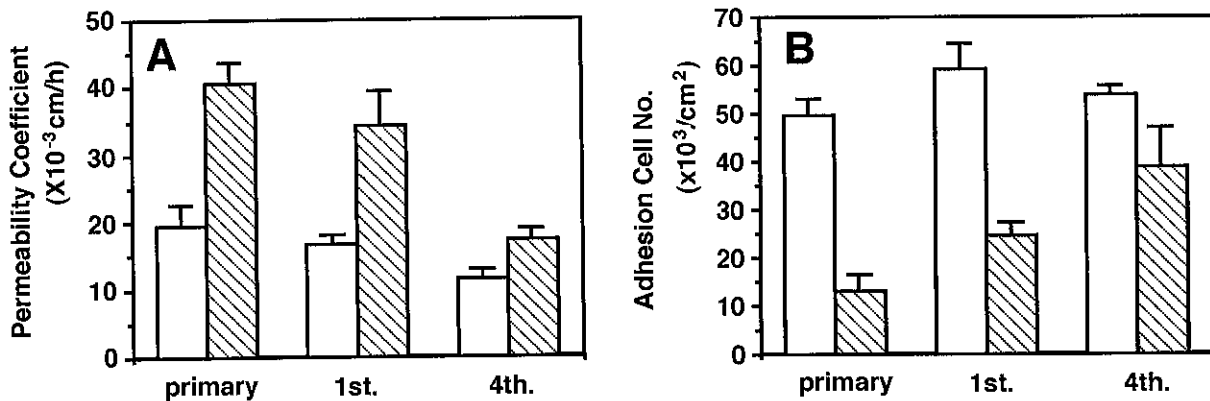 A
Permeability Coefficient
(X10⁻³cm/h)
50
40
30
20
10
0
primary 1st. 4th.
B
Adhesion Cell No.
(x10³/cm²)
70
60
50
40
30
20
10
0
primary 1st. 4th.